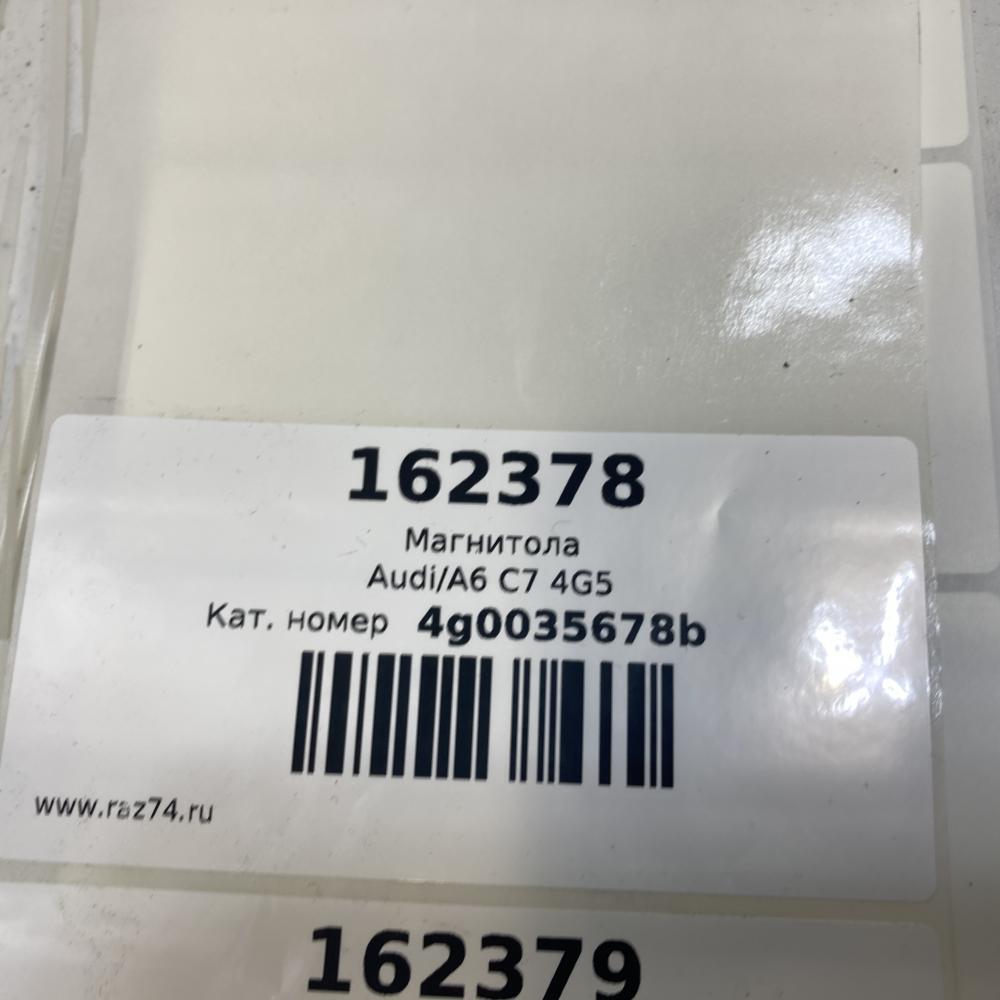 162378
Магнитола
Audi/A6 C7 4G5
Кат. номер 4g0035678b
www.raz74.ru
162379